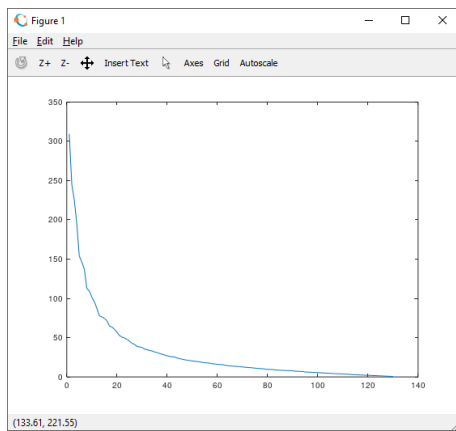 Figure 1
File Edit Help
Z+ Z- Insert Text Axes Grid Autoscale
350
300
250
200
150
100
50
0
0 20 40 60 80 100 120 140
(133.61, 221.55)